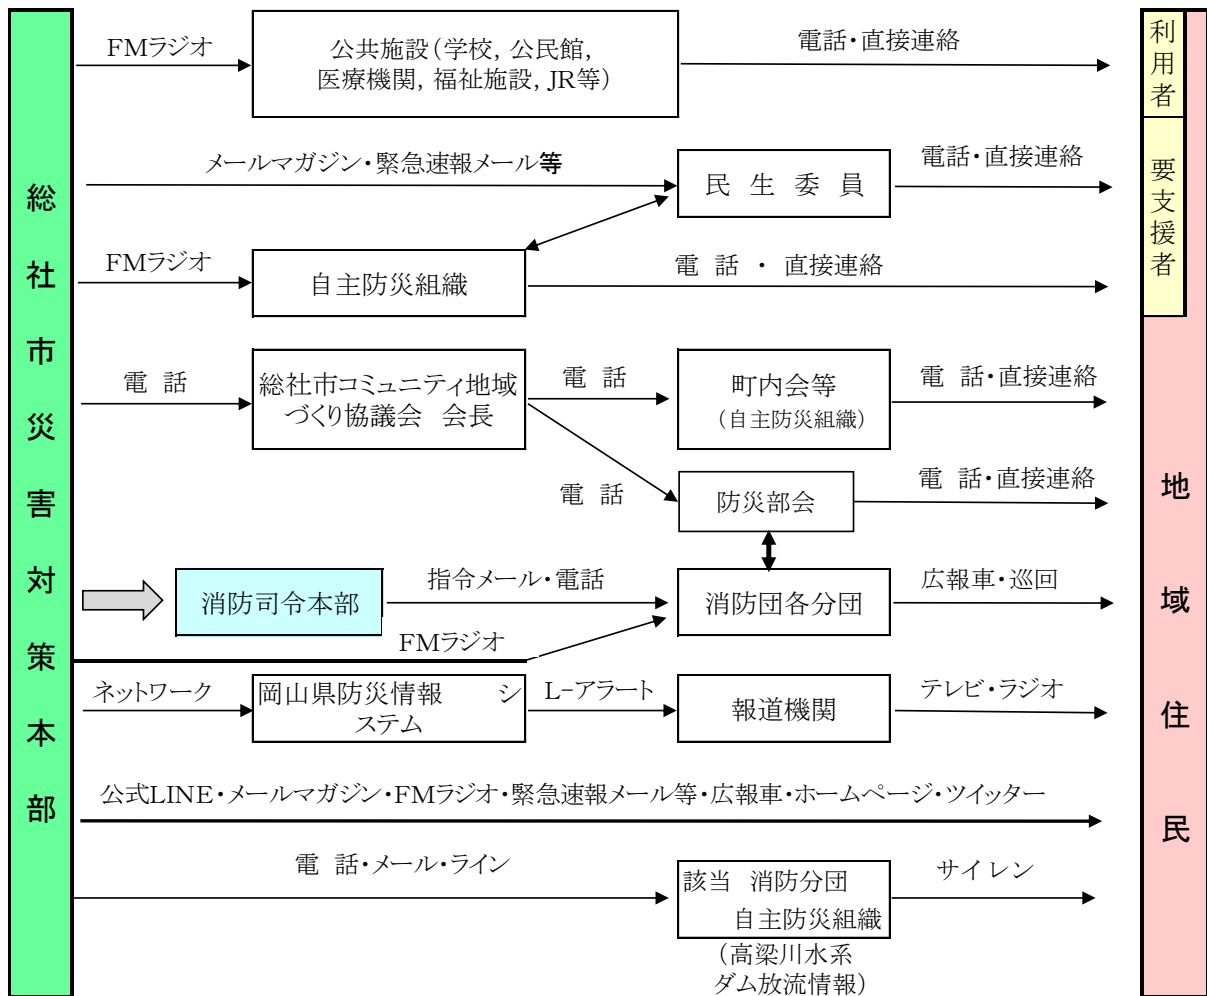 総社市災害対策本部
FMラジオ
公共施設(学校, 公民館,
医療機関, 福祉施設, JR等)
電話・直接連絡
利用者
メールマガジン・緊急速報メール等
民 生 委 員
電話・直接連絡
要支援者
FMラジオ
自主防災組織
電 話 ・ 直接連絡
電 話
総社市コミュニティ地域
づくり協議会 会長
電 話
町内会等
(自主防災組織)
電 話・直接連絡
電 話
防災部会
電 話・直接連絡
地域住民
消防司令本部
指令メール・電話
消防団各分団
広報車・巡回
FMラジオ
ネットワーク
岡山県防災情報 シ
ステム
L-アラート
報道機関
テレビ・ラジオ
公式LINE・メールマガジン・FMラジオ・緊急速報メール等・広報車・ホームページ・ツイッター
電 話・メール・ライン
該当 消防分団
自主防災組織
(高梁川水系
ダム放流情報)
サイレン